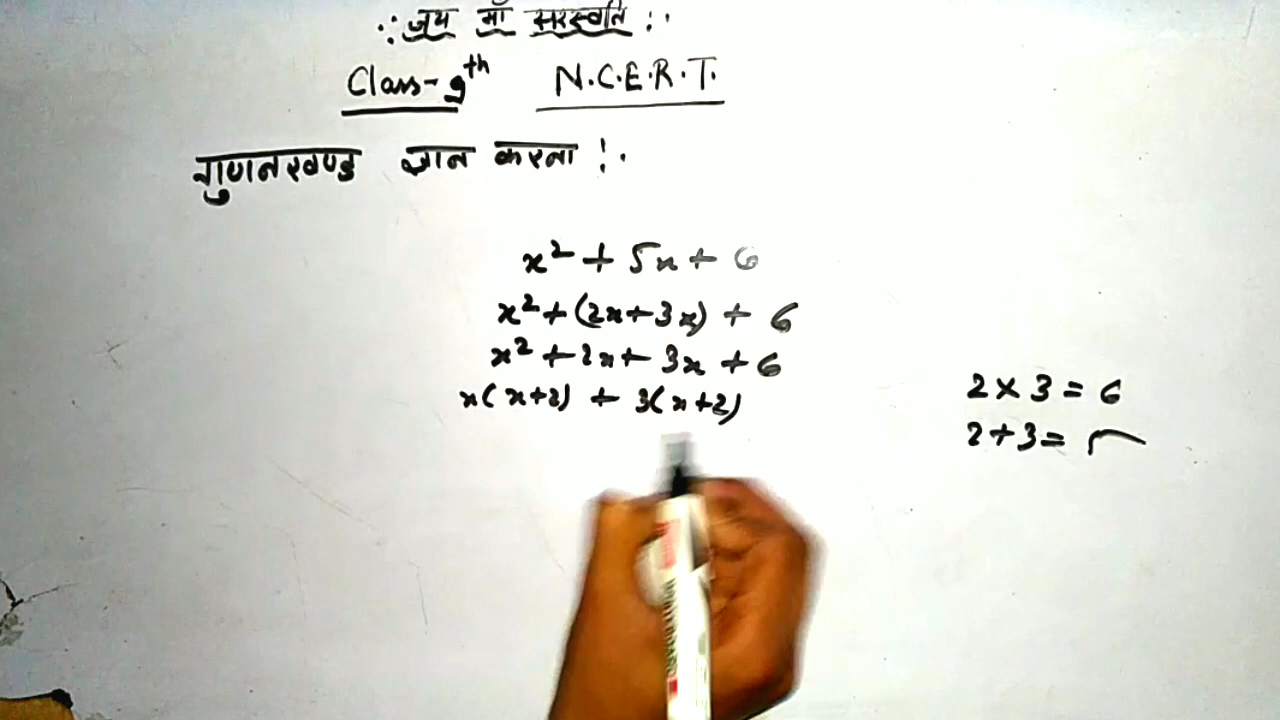 ∴ जय माँ सरस्वति :·
Class- 9th N.C.E.R.T.
गुणनखण्ड ज्ञान करना !.
x² + 5x + 6
x² + (2x + 3x) + 6
x² + 2x + 3x + 6
x(x+2) + 3(x+2)
2 × 3 = 6
2 + 3 = 5